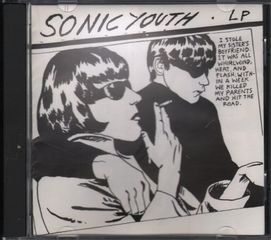 SONIC YOUTH . LP
I STOLE
MY SISTER'S
BOYFRIEND.
IT WAS ALL
WHIRLWIND,
HEAT, AND
FLASH. WITH-
IN A WEEK
WE KILLED
MY PARENTS
AND HIT THE
ROAD.